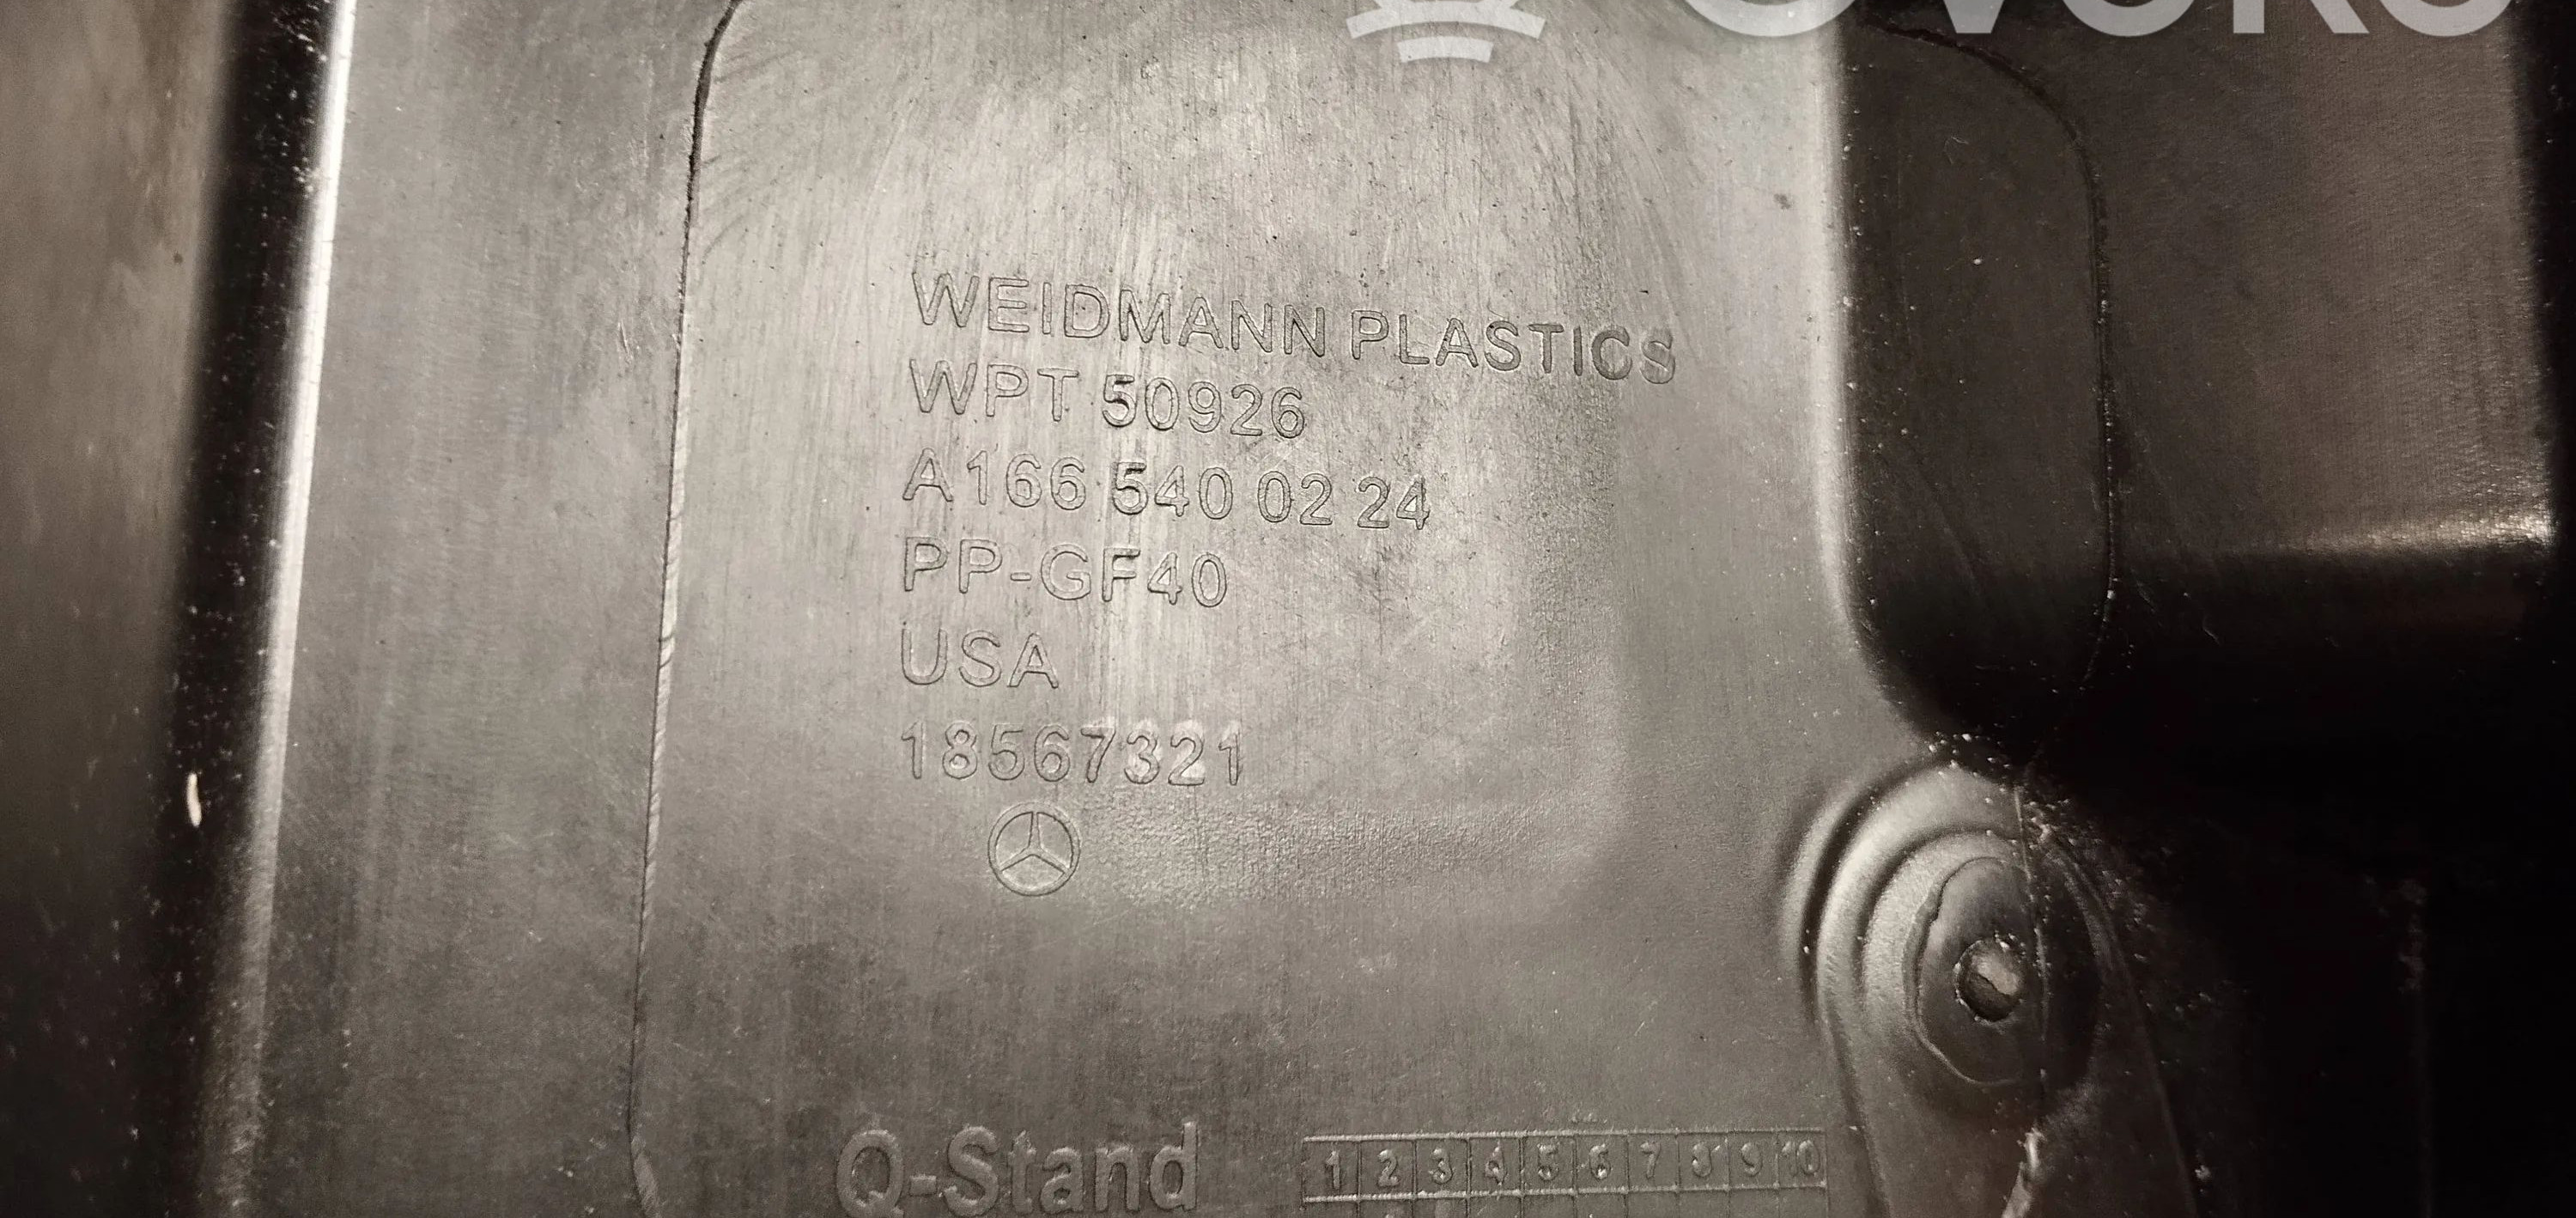 WEIDMANN PLASTICS
WPT 50926
A166 540 02 24
PP-GF40
USA
18567321
Q-Stand 1 2 3 4 5 6 7 8 9 10